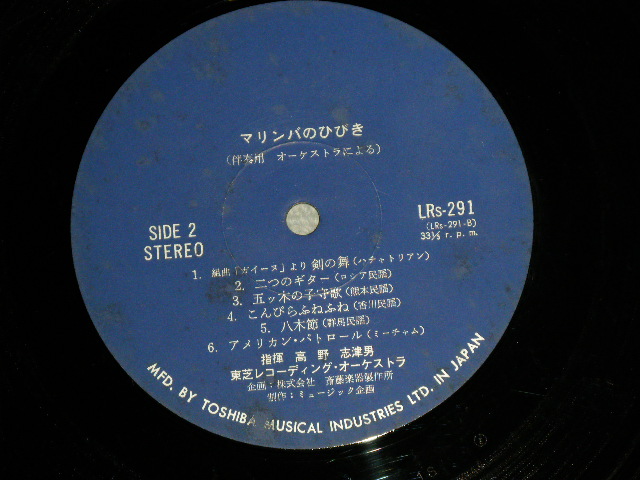 マリンバのひびき
(伴奏用 オーケストラによる)
SIDE 2
STEREO
LRs-291
(LRs-291-B)
33⅓ r. p. m.
1. 組曲「ガイーヌ」より 剣の舞 (ハチャトリアン)
2. 二つのギター (ロシア民謡)
3. 五ッ木の子守歌 (熊本民謡)
4. こんぴらふねふね (香川民謡)
5. 八木節 (群馬民謡)
6. アメリカン・パトロール (ミーチャム)
指揮 高野 志津男
東芝レコーディング・オーケストラ
企画:株式会社 斎藤楽器製作所
製作:ミュージック企画
MFD. BY TOSHIBA MUSICAL INDUSTRIES LTD. IN JAPAN